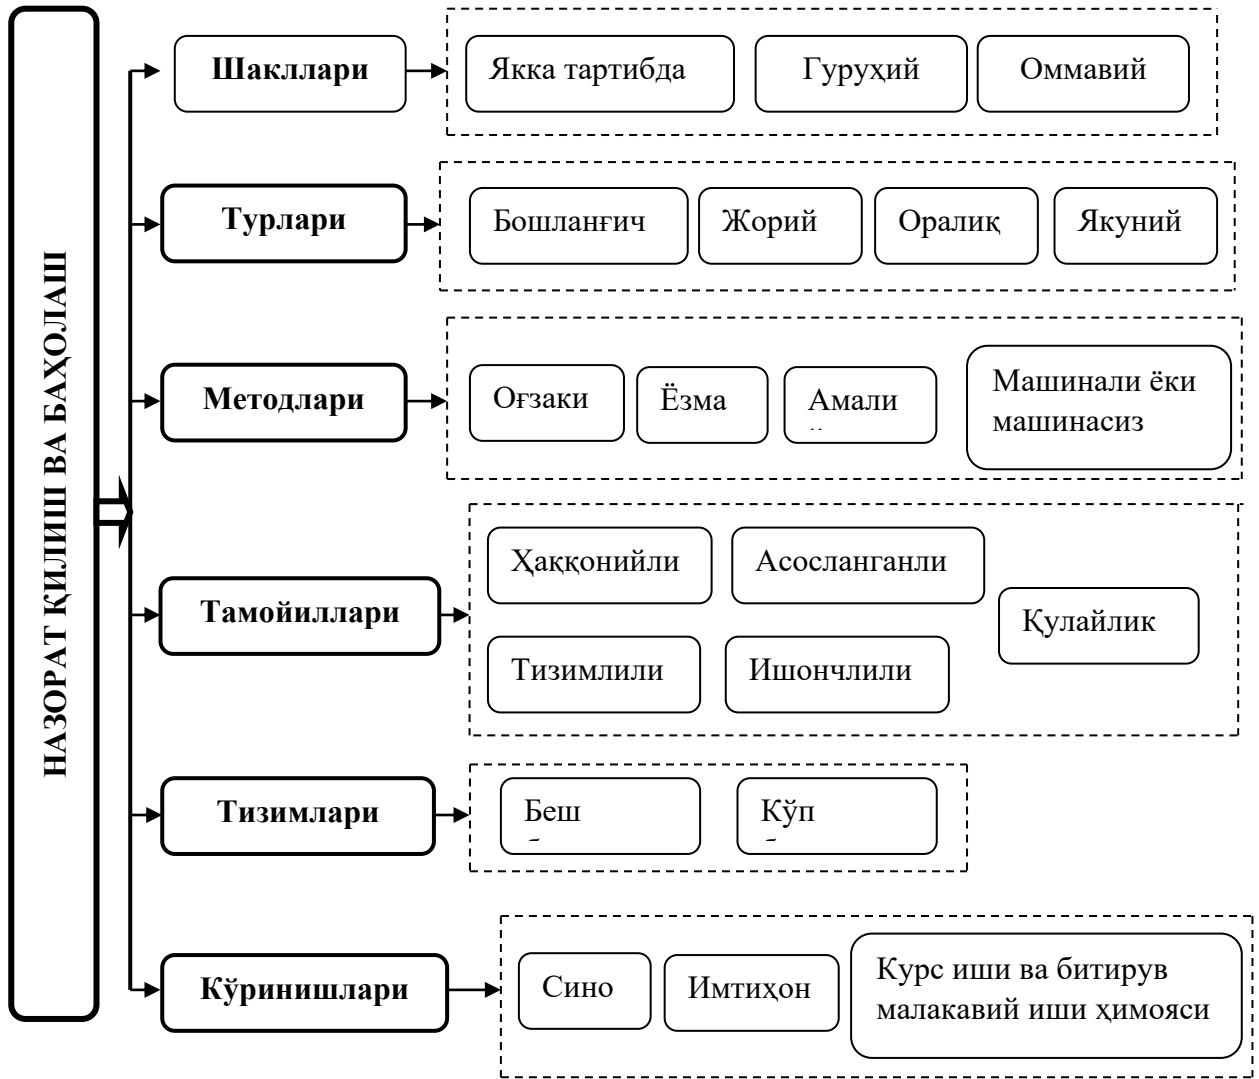 НАЗОРАТ ҚИЛИШ ВА БАҲОЛАШ
Шакллари
Якка тартибда
Гуруҳий
Оммавий
Турлари
Бошланғич
Жорий
Оралиқ
Якуний
Методлари
Оғзаки
Ёзма
Амали
Машинали ёки
машинасиз
Тамойиллари
Ҳаққонийли
Асосланганли
Қулайлик
Тизимлили
Ишончлили
Тизимлари
Беш
Кўп
Кўринишлари
Сино
Имтиҳон
Курс иши ва битирув
малакавий иши ҳимояси